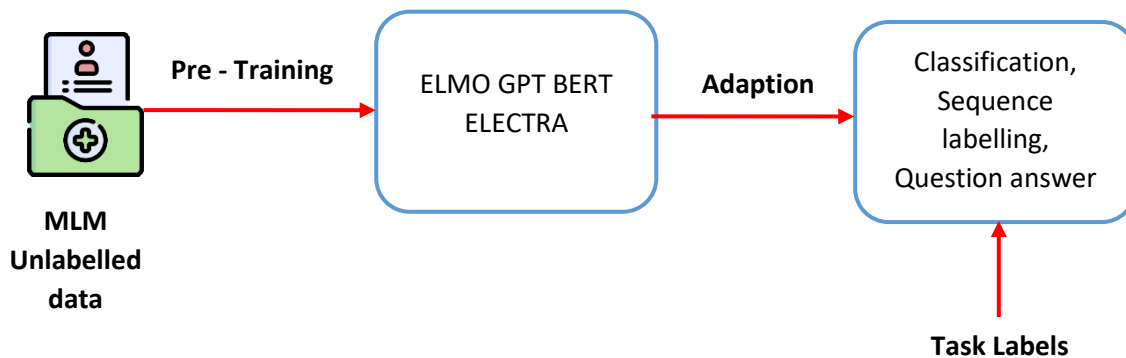 Pre - Training
ELMO GPT BERT
ELECTRA
Adaption
Classification,
Sequence
labelling,
Question answer
MLM
Unlabelled
data
Task Labels